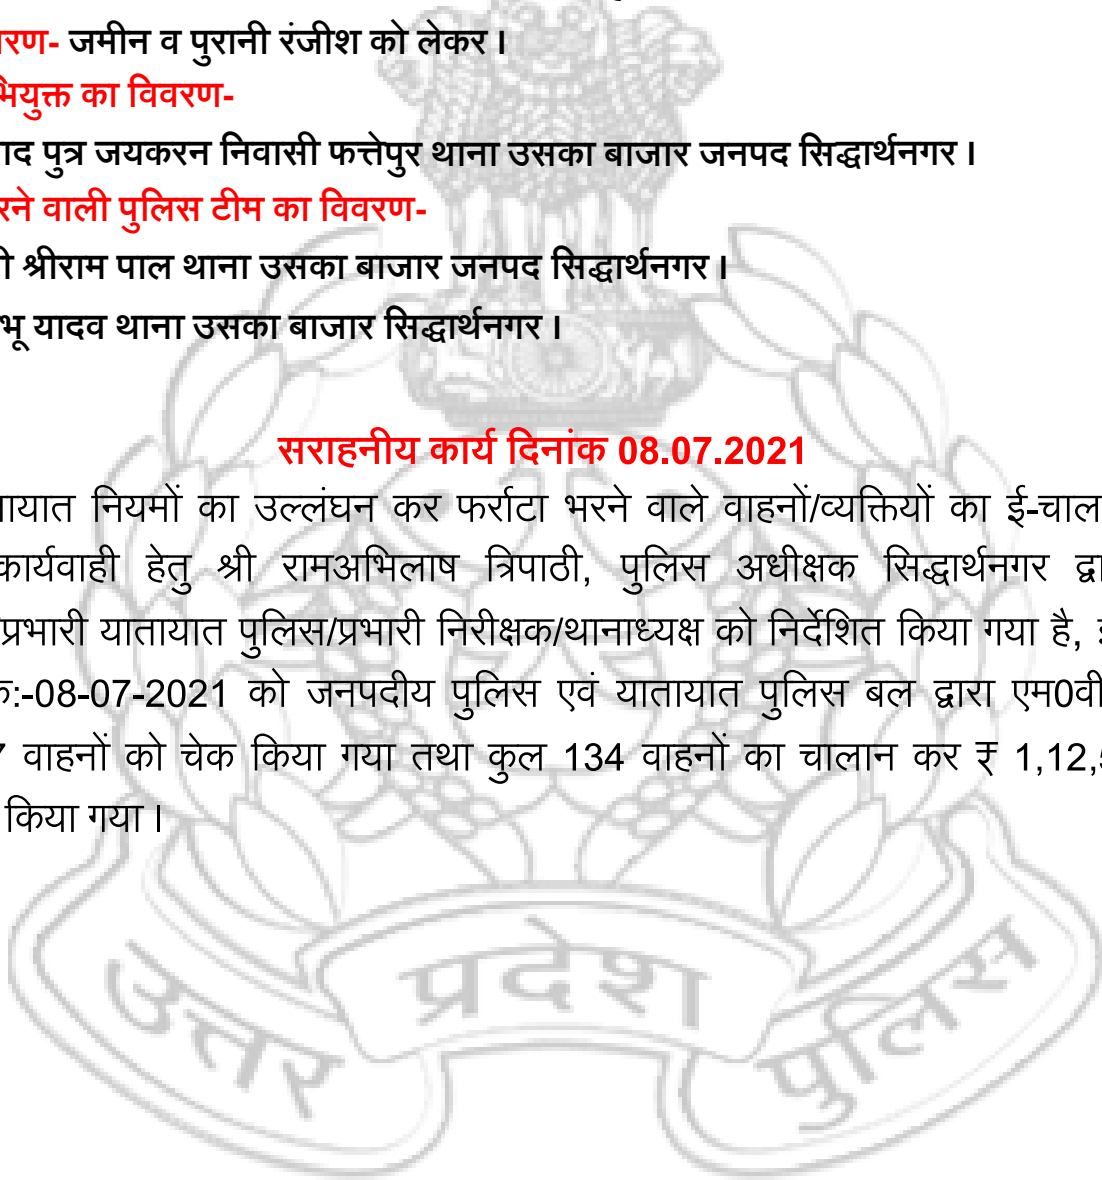 वरण- जमीन व पुरानी रंजीश को लेकर ।
भियुक्त का विवरण-
ाद पुत्र जयकरन निवासी फत्तेपुर थाना उसका बाजार जनपद सिद्धार्थनगर ।
रने वाली पुलिस टीम का विवरण-
ी श्रीराम पाल थाना उसका बाजार जनपद सिद्धार्थनगर ।
भू यादव थाना उसका बाजार सिद्धार्थनगर ।
सराहनीय कार्य दिनांक 08.07.2021
ायात नियमों का उल्लंघन कर फर्राटा भरने वाले वाहनों/व्यक्तियों का ई-चाल
कार्यवाही हेतु श्री रामअभिलाष त्रिपाठी, पुलिस अधीक्षक सिद्धार्थनगर द्वा
प्रभारी यातायात पुलिस/प्रभारी निरीक्षक/थानाध्यक्ष को निर्देशित किया गया है,
क:-08-07-2021 को जनपदीय पुलिस एवं यातायात पुलिस बल द्वारा एम0वी
7 वाहनों को चेक किया गया तथा कुल 134 वाहनों का चालान कर ₹ 1,12,5
किया गया ।
उत्तर प्रदेश पुलिस